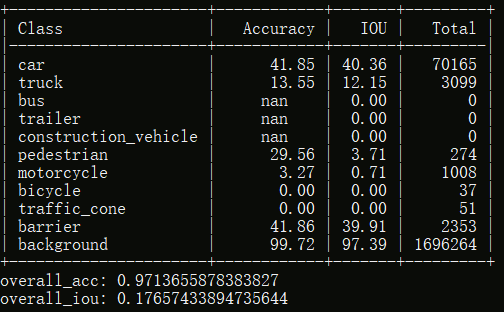 Class Accuracy IOU Total
car 41.85 40.36 70165
truck 13.55 12.15 3099
bus nan 0.00 0
trailer nan 0.00 0
construction_vehicle nan 0.00 0
pedestrian 29.56 3.71 274
motorcycle 3.27 0.71 1008
bicycle 0.00 0.00 37
traffic_cone 0.00 0.00 51
barrier 41.86 39.91 2353
background 99.72 97.39 1696264
overall_acc: 0.9713655878383827
overall_iou: 0.17657433894735644